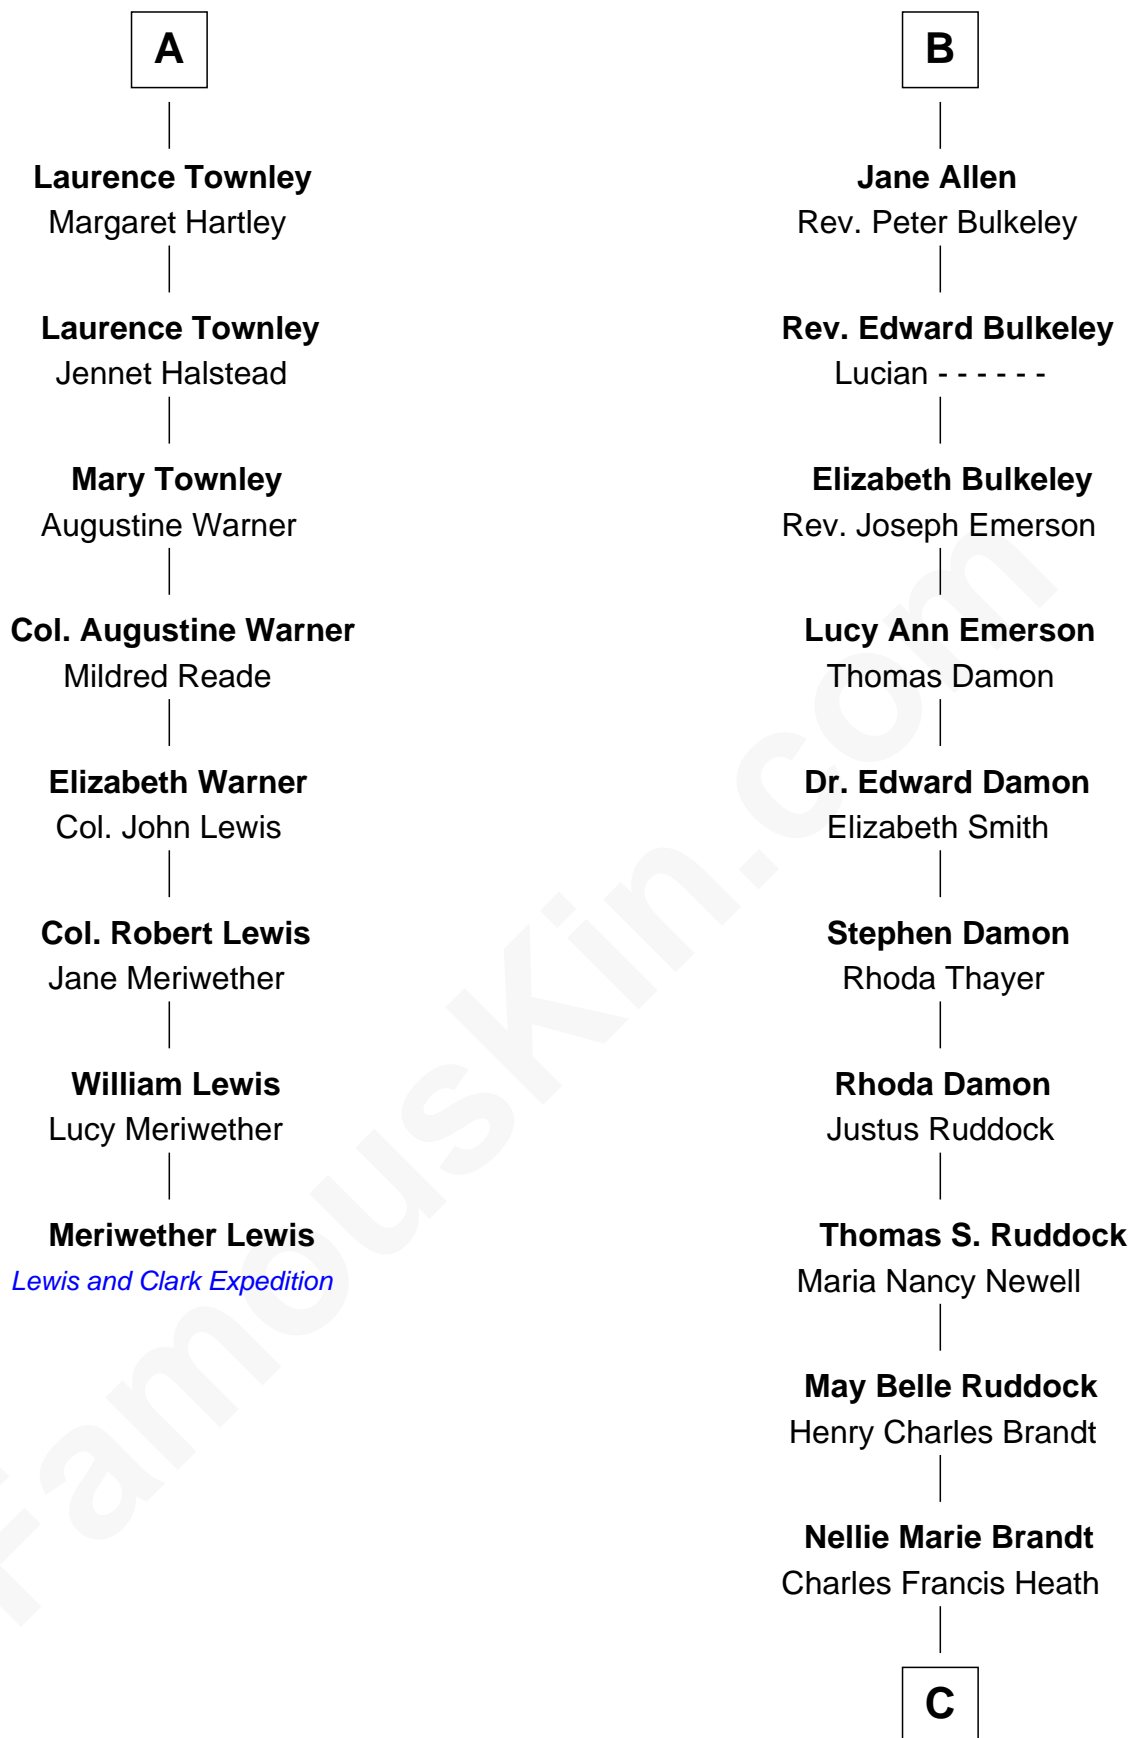 A
Laurence Townley
Margaret Hartley
Laurence Townley
Jennet Halstead
Mary Townley
Augustine Warner
Col. Augustine Warner
Mildred Reade
Elizabeth Warner
Col. John Lewis
Col. Robert Lewis
Jane Meriwether
William Lewis
Lucy Meriwether
Meriwether Lewis
Lewis and Clark Expedition
B
Jane Allen
Rev. Peter Bulkeley
Rev. Edward Bulkeley
Lucian - - - - - -
Elizabeth Bulkeley
Rev. Joseph Emerson
Lucy Ann Emerson
Thomas Damon
Dr. Edward Damon
Elizabeth Smith
Stephen Damon
Rhoda Thayer
Rhoda Damon
Justus Ruddock
Thomas S. Ruddock
Maria Nancy Newell
May Belle Ruddock
Henry Charles Brandt
Nellie Marie Brandt
Charles Francis Heath
C
FamousKin.com